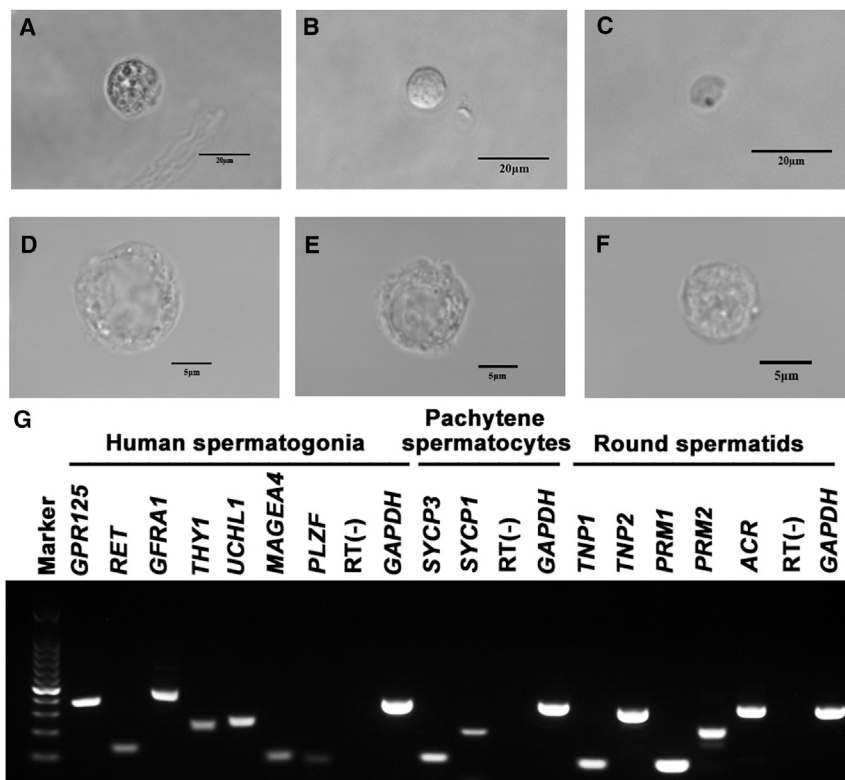 A
B
C
20μm
20μm
20μm
D
E
F
5μm
5μm
5μm
G
Human spermatogonia
Pachytene
spermatocytes
Round spermatids
Marker
GPR125
RET
GFRA1
THY1
UCHL1
MAGEA4
PLZF
RT(-)
GAPDH
SYCP3
SYCP1
RT(-)
GAPDH
TNP1
TNP2
PRM1
PRM2
ACR
RT(-)
GAPDH